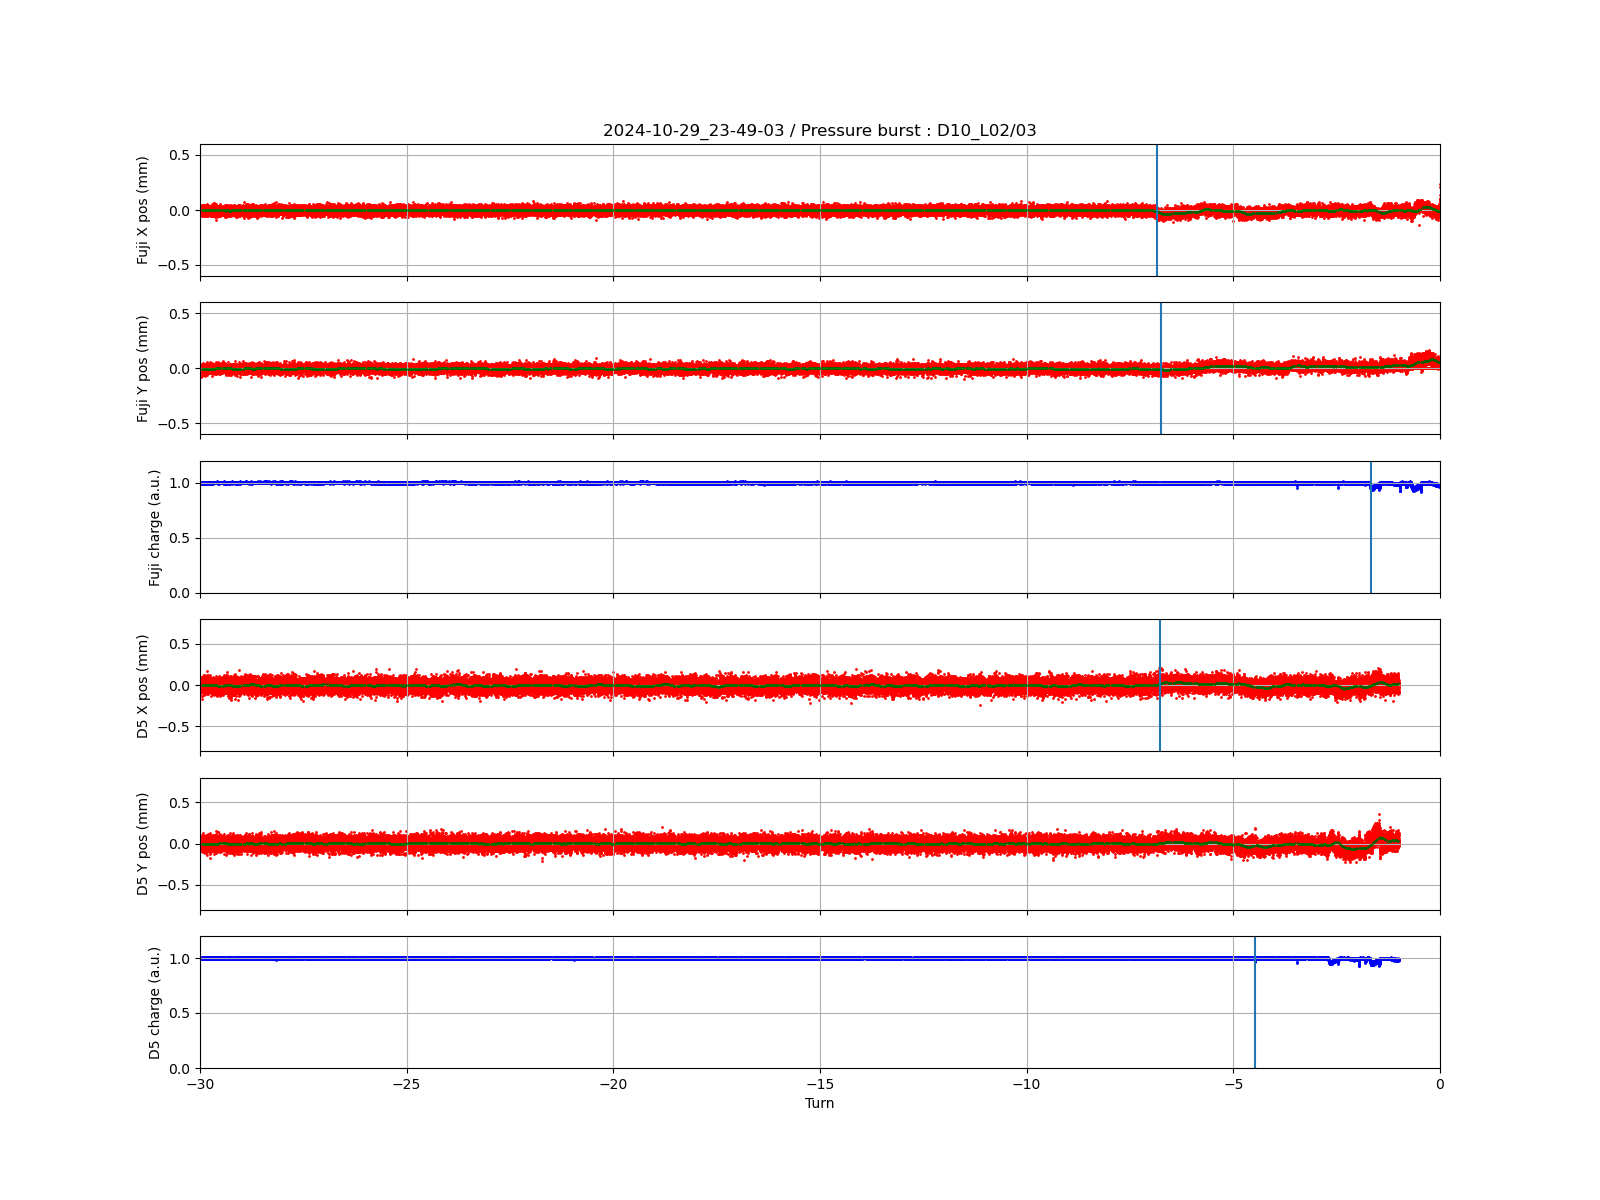 2024-10-29_23-49-03 / Pressure burst : D10_L02/03
Fuji X pos (mm)
0.5
0.0
−0.5
Fuji Y pos (mm)
0.5
0.0
−0.5
Fuji charge (a.u.)
1.0
0.5
0.0
D5 X pos (mm)
0.5
0.0
−0.5
D5 Y pos (mm)
0.5
0.0
−0.5
D5 charge (a.u.)
1.0
0.5
0.0
−30 −25 −20 −15 −10 −5 0
Turn